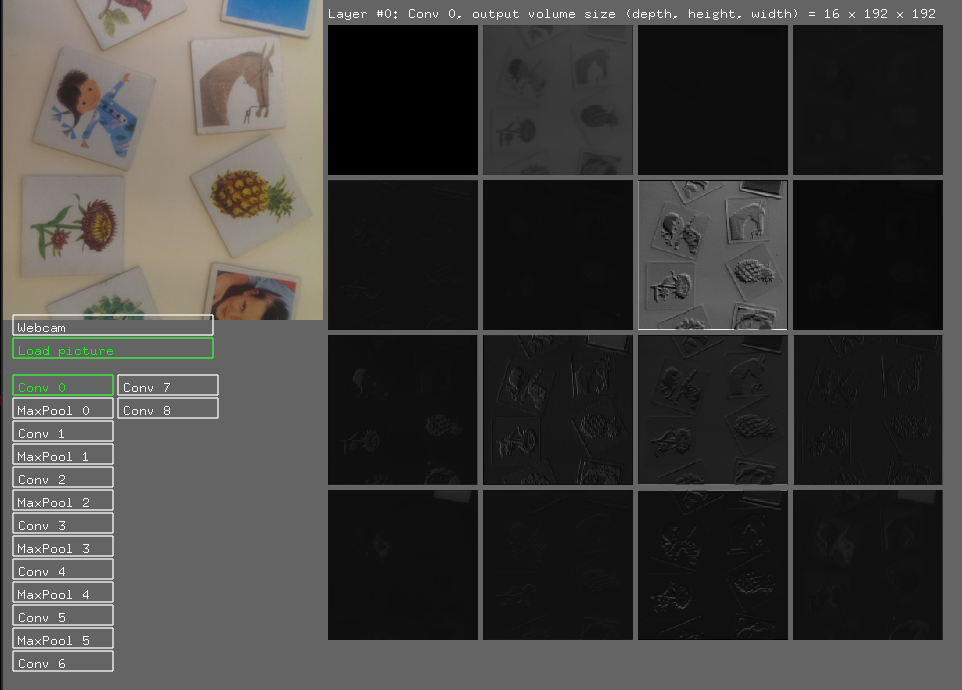 Layer #0: Conv 0, output volume size (depth, height, width) = 16 x 192 x 192
Webcam
Load picture
Conv 0
Conv 7
MaxPool 0
Conv 8
Conv 1
MaxPool 1
Conv 2
MaxPool 2
Conv 3
MaxPool 3
Conv 4
MaxPool 4
Conv 5
MaxPool 5
Conv 6